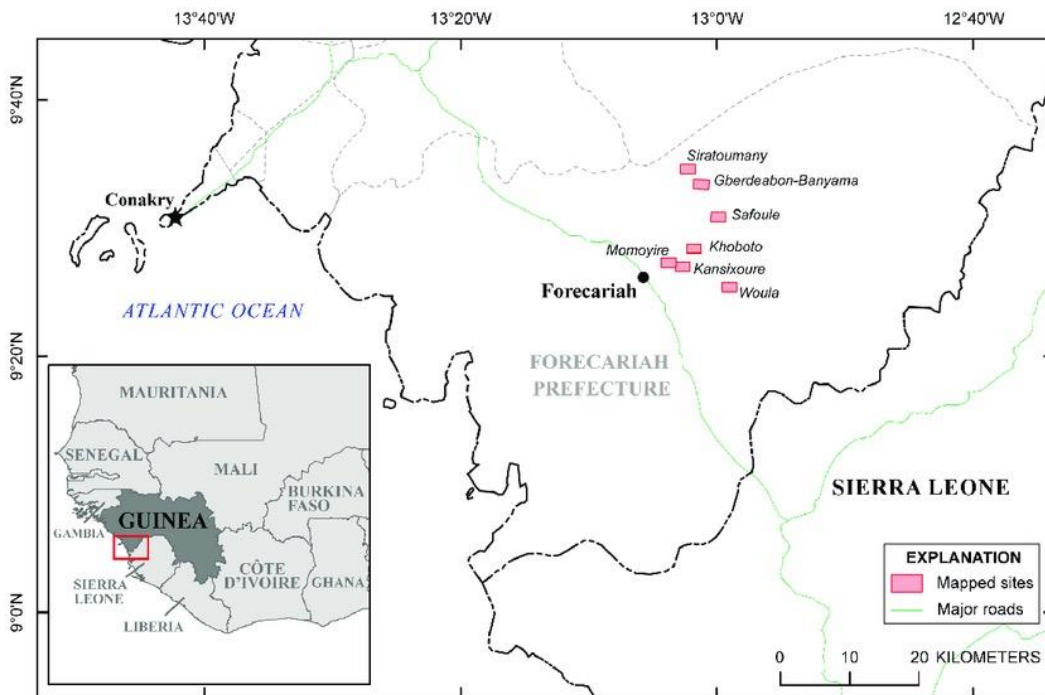 13°40'W
13°20'W
13°00'W
12°40'W
9°40'N
9°20'N
9°0'N
Siratoumany
Gberdeabon-Banyama
Conakry
Safoule
Khoboto
Momoyire
Kansixoure
Forecariah
Woula
ATLANTIC OCEAN
FORECARIAH
PREFECTURE
SIERRA LEONE
MAURITANIA
SENEGAL
MALI
BURKINA
FASO
GAMBIA
GUINEA
SIERRA
LEONE
CÔTE
D'IVOIRE
GHANA
LIBERIA
EXPLANATION
Mapped sites
Major roads
0 10 20 KILOMETERS